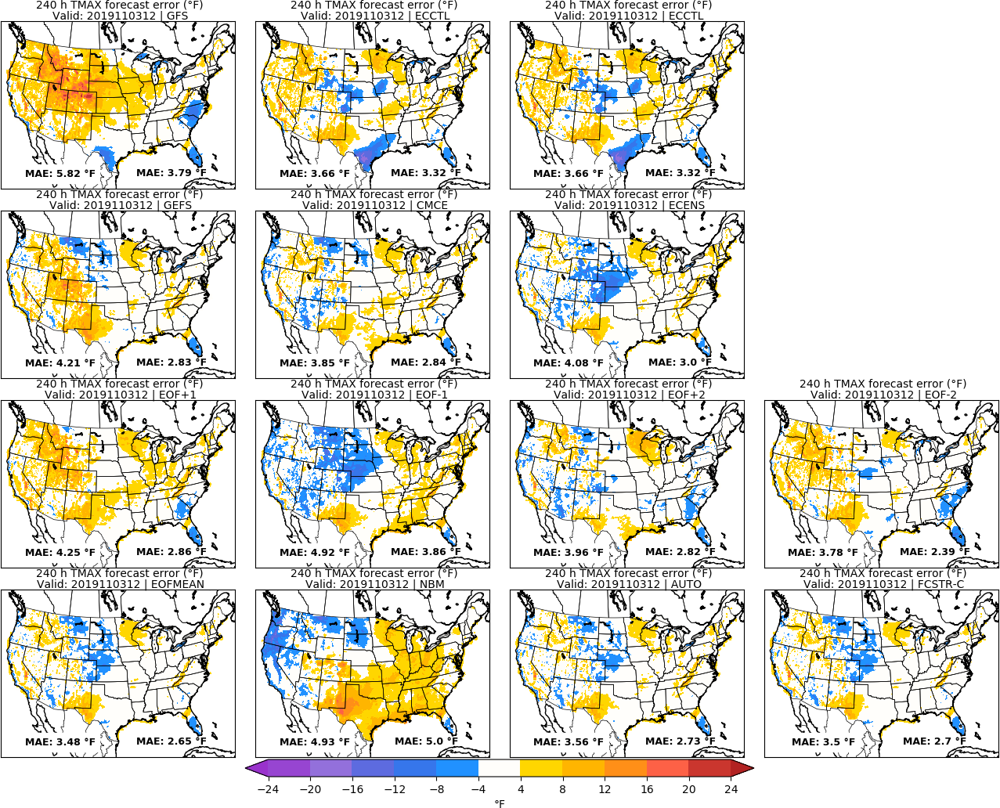 240 h TMAX forecast error (°F)
Valid: 2019110312 | GFS
MAE: 5.82 °F
MAE: 3.79 °F
240 h TMAX forecast error (°F)
Valid: 2019110312 | ECCTL
MAE: 3.66 °F
MAE: 3.32 °F
240 h TMAX forecast error (°F)
Valid: 2019110312 | ECCTL
MAE: 3.66 °F
MAE: 3.32 °F
240 h TMAX forecast error (°F)
Valid: 2019110312 | GEFS
MAE: 4.21 °F
MAE: 2.83 °F
240 h TMAX forecast error (°F)
Valid: 2019110312 | CMCE
MAE: 3.85 °F
MAE: 2.84 °F
240 h TMAX forecast error (°F)
Valid: 2019110312 | ECENS
MAE: 4.08 °F
MAE: 3.0 °F
240 h TMAX forecast error (°F)
Valid: 2019110312 | EOF+1
MAE: 4.25 °F
MAE: 2.86 °F
240 h TMAX forecast error (°F)
Valid: 2019110312 | EOF-1
MAE: 4.92 °F
MAE: 3.86 °F
240 h TMAX forecast error (°F)
Valid: 2019110312 | EOF+2
MAE: 3.96 °F
MAE: 2.82 °F
240 h TMAX forecast error (°F)
Valid: 2019110312 | EOF-2
MAE: 3.78 °F
MAE: 2.39 °F
240 h TMAX forecast error (°F)
Valid: 2019110312 | EOFMEAN
MAE: 3.48 °F
MAE: 2.65 °F
240 h TMAX forecast error (°F)
Valid: 2019110312 | NBM
MAE: 4.93 °F
MAE: 5.0 °F
240 h TMAX forecast error (°F)
Valid: 2019110312 | AUTO
MAE: 3.56 °F
MAE: 2.73 °F
240 h TMAX forecast error (°F)
Valid: 2019110312 | FCSTR-C
MAE: 3.5 °F
MAE: 2.7 °F
−24 −20 −16 −12 −8 −4 4 8 12 16 20 24
°F